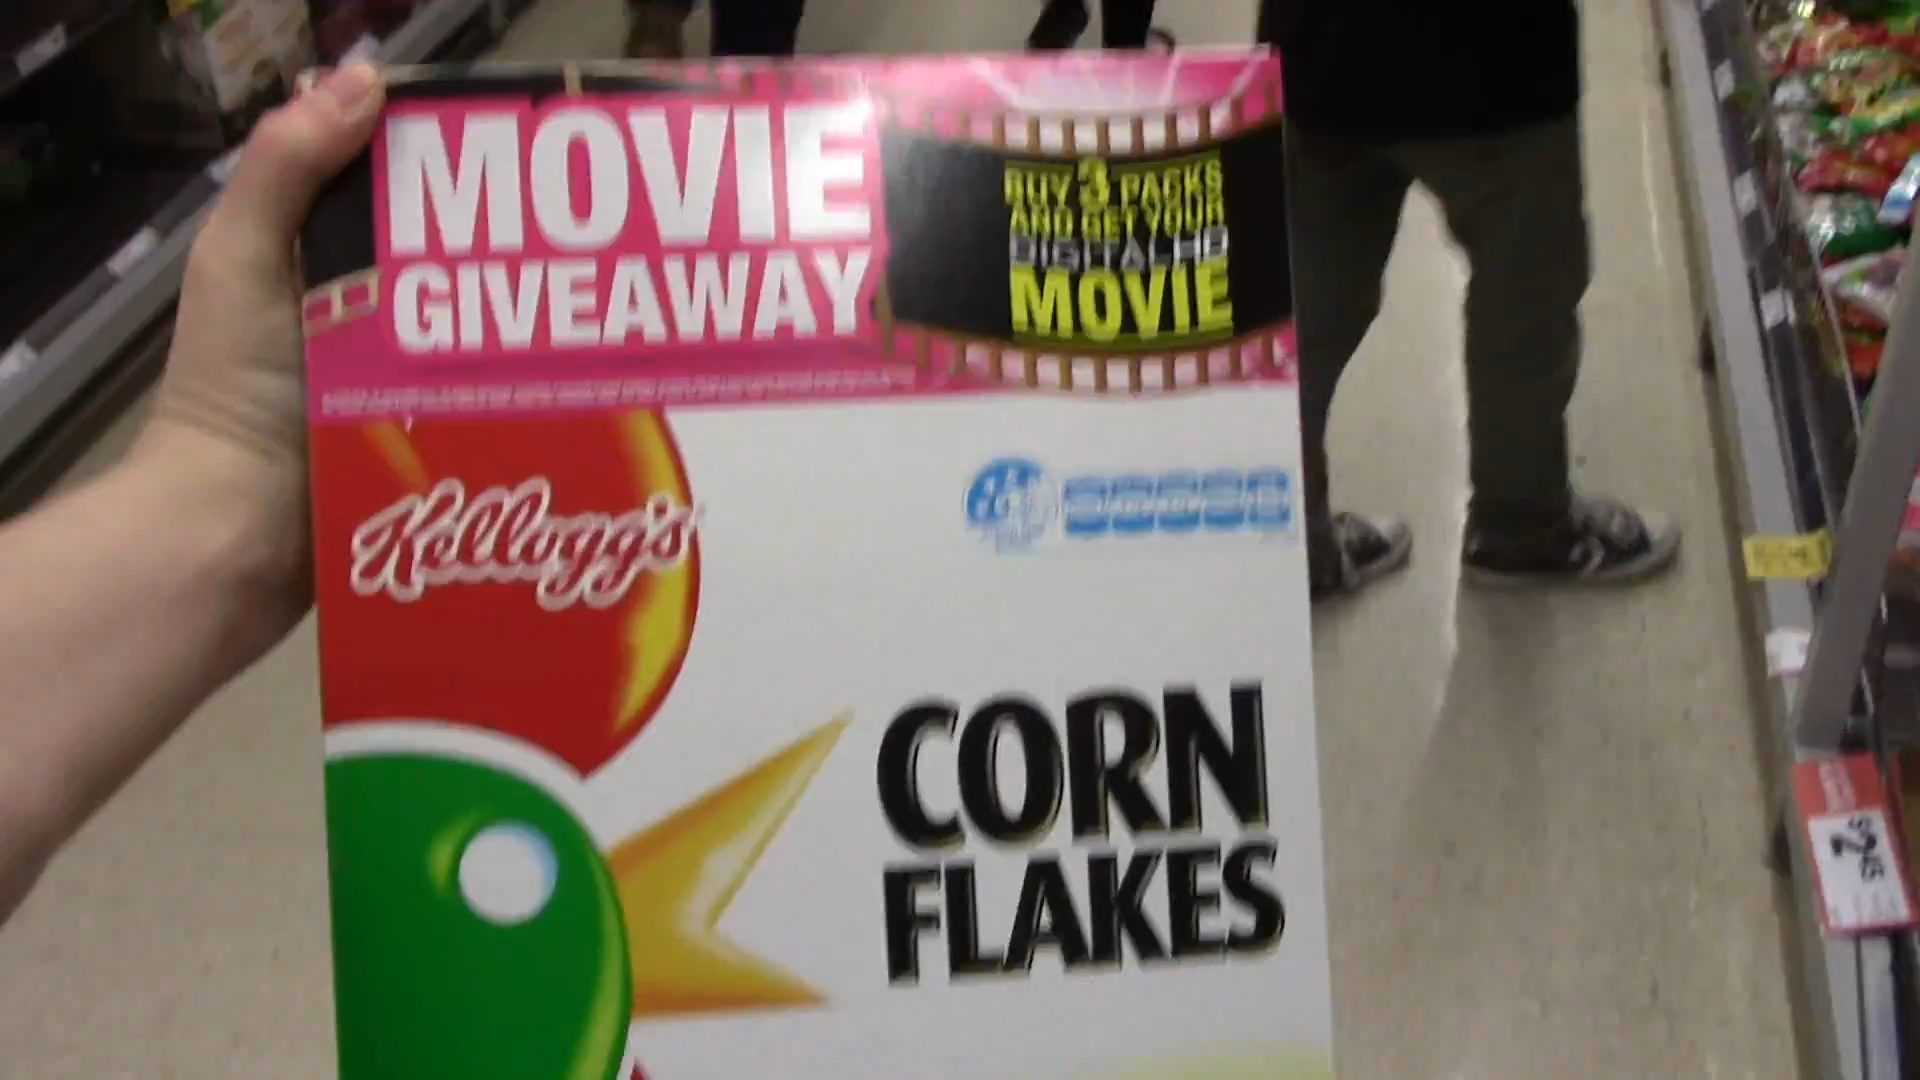 MOVIE
GIVEAWAY
BUY 3 PACKS
AND GET YOUR
DIGITAL HD
MOVIE
Kellogg's
CORN
FLAKES